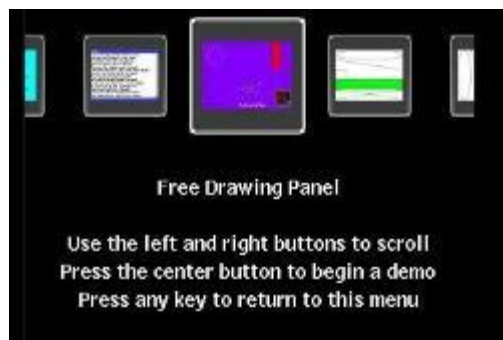 Free Drawing Panel
Use the left and right buttons to scroll
Press the center button to begin a demo
Press any key to return to this menu